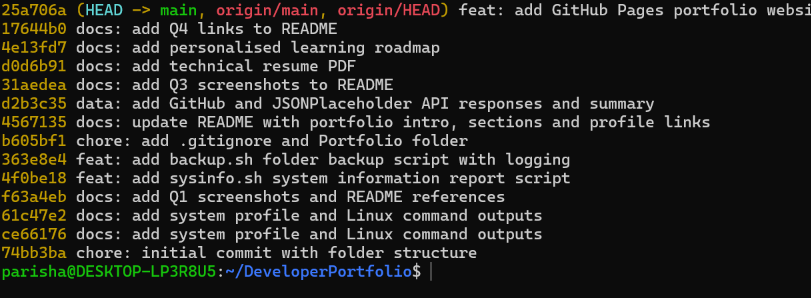 25a706a (HEAD -> main, origin/main, origin/HEAD) feat: add GitHub Pages portfolio websi
17644b0 docs: add Q4 links to README
4e13fd7 docs: add personalised learning roadmap
d0d6b91 docs: add technical resume PDF
31aedea docs: add Q3 screenshots to README
d2b3c35 data: add GitHub and JSONPlaceholder API responses and summary
4567135 docs: update README with portfolio intro, sections and profile links
b605bf1 chore: add .gitignore and Portfolio folder
363e8e4 feat: add backup.sh folder backup script with logging
4f0be18 feat: add sysinfo.sh system information report script
f63a4eb docs: add Q1 screenshots and README references
61c47e2 docs: add system profile and Linux command outputs
ce66176 docs: add system profile and Linux command outputs
74bb3ba chore: initial commit with folder structure
parisha@DESKTOP-LP3R8U5:~/DeveloperPortfolio$